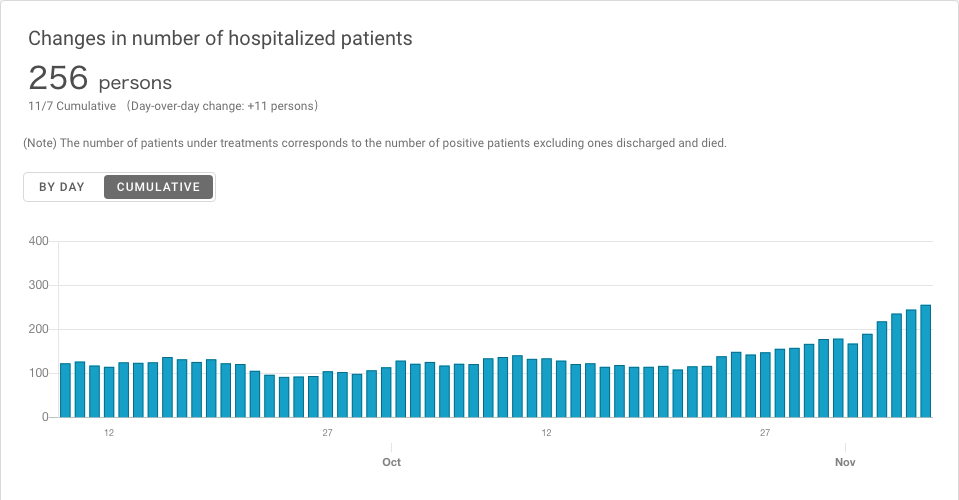 Changes in number of hospitalized patients
256 persons
11/7 Cumulative （Day-over-day change: +11 persons）
(Note) The number of patients under treatments corresponds to the number of positive patients excluding ones discharged and died.
BY DAY CUMULATIVE
400
300
200
100
0
12 27 12 27
Oct Nov